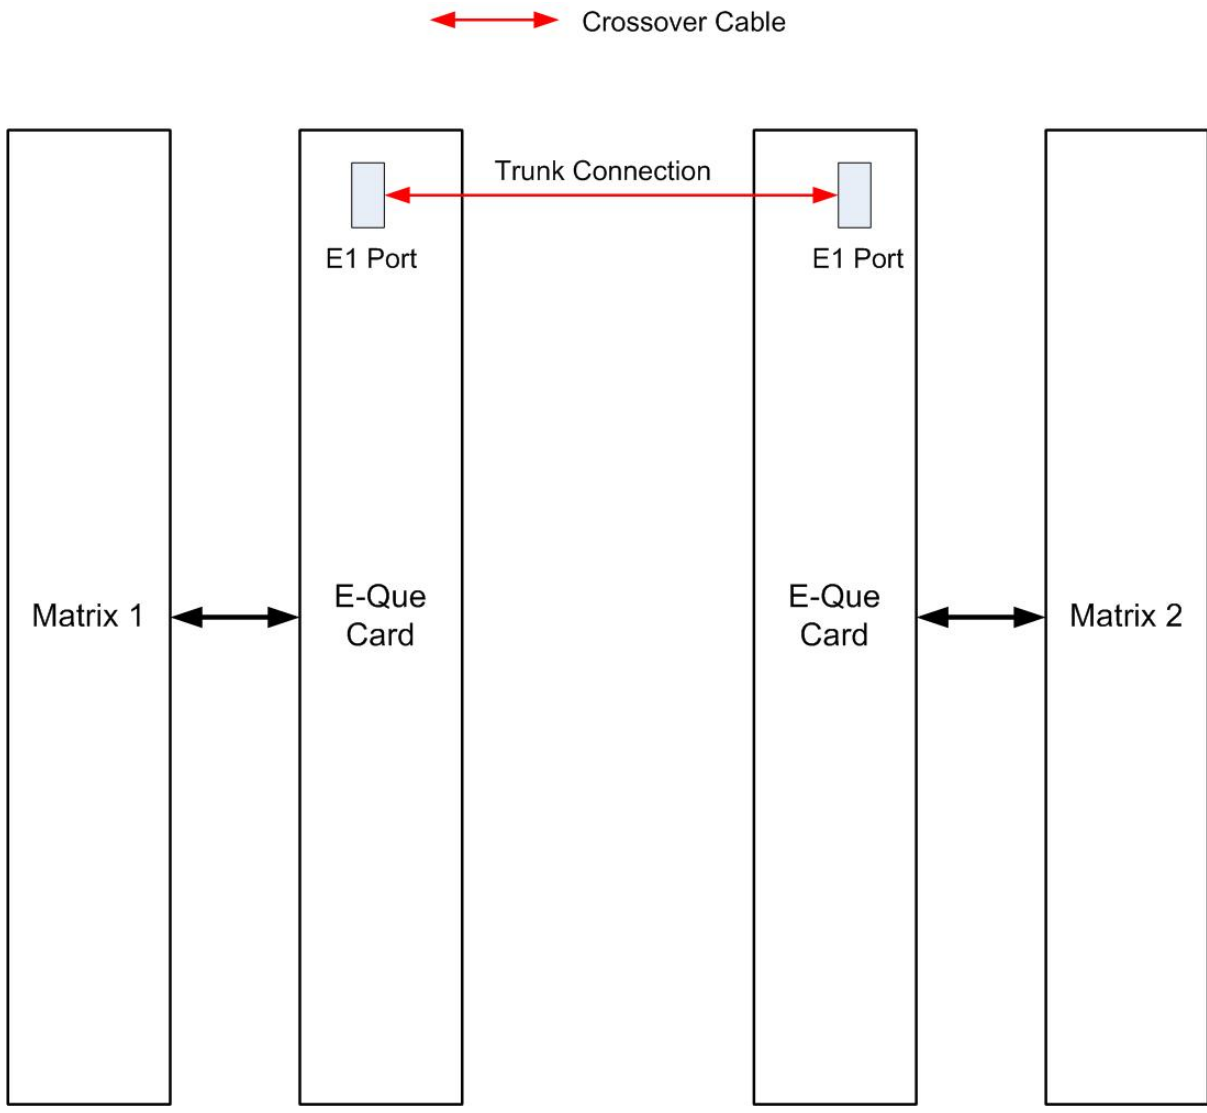 Crossover Cable
Trunk Connection
E1 Port
E1 Port
Matrix 1
E-Que
Card
E-Que
Card
Matrix 2